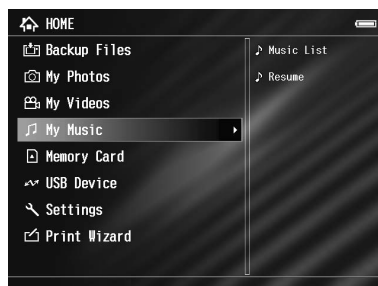 HOME
Backup Files
My Photos
My Videos
My Music
Memory Card
USB Device
Settings
Print Wizard
Music List
Resume